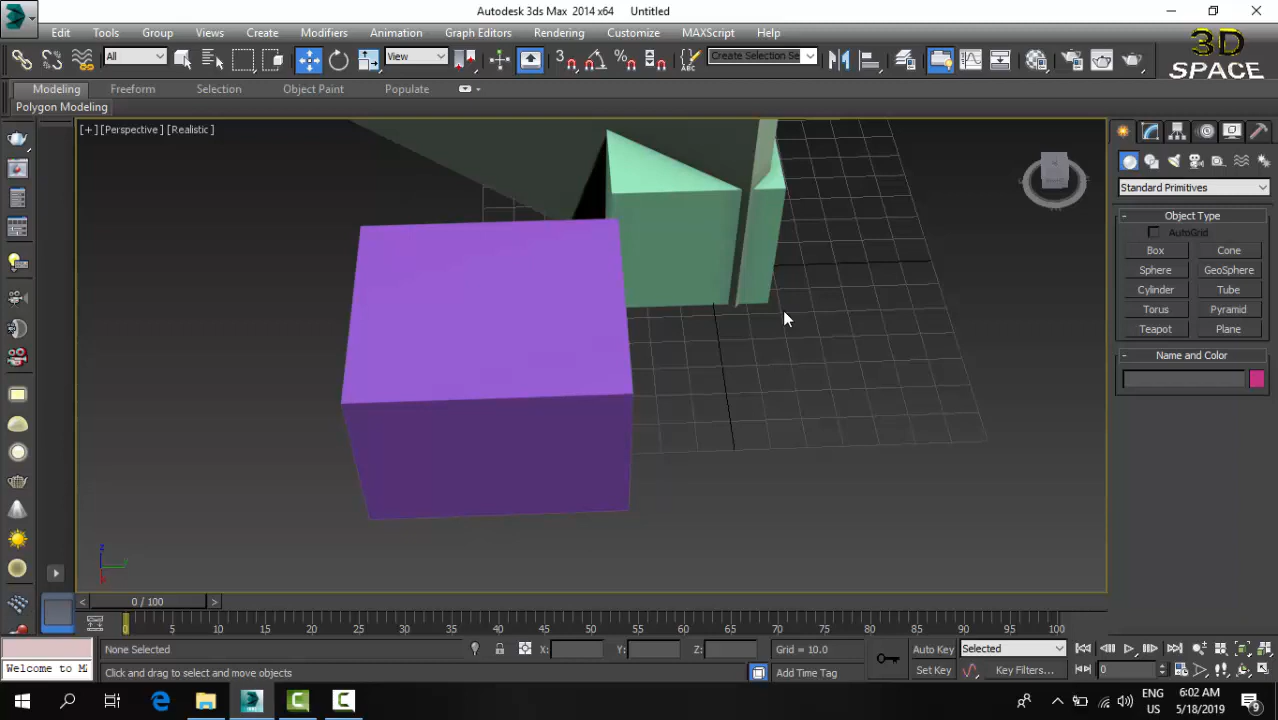 Autodesk 3ds Max 2014 x64 Untitled
Edit Tools Group Views Create Modifiers Animation Graph Editors Rendering Customize MAXScript Help
3D SPACE
All View Create Selection Se
Modeling Freeform Selection Object Paint Populate
Polygon Modeling
[+] [Perspective] [Realistic]
Standard Primitives
- Object Type
AutoGrid
Box Cone
Sphere GeoSphere
Cylinder Tube
Torus Pyramid
Teapot Plane
- Name and Color
z
0 / 100
0 5 10 15 20 25 30 35 40 45 50 55 60 65 70 75 80 85 90 95 100
None Selected X: Y: Z: Grid = 10.0 Auto Key Selected
Welcome to M Click and drag to select and move objects Add Time Tag Set Key Key Filters... 0
ENG 6:02 AM
US 5/18/2019 9